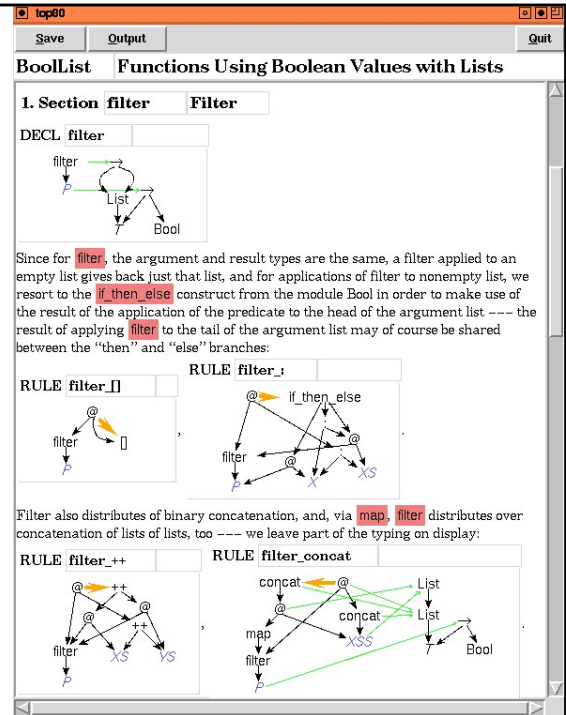 top80
Save Output Quit
BoolList Functions Using Boolean Values with Lists
1. Section filter Filter
DECL filter
filter →
P →
List
T Bool
Since for filter, the argument and result types are the same, a filter applied to an
empty list gives back just that list, and for applications of filter to nonempty list, we
resort to the if_then_else construct from the module Bool in order to make use of
the result of the application of the predicate to the head of the argument list --- the
result of applying filter to the tail of the argument list may of course be shared
between the “then” and “else” branches:
RULE filter_[]
@
filter []
P
,
RULE filter_:
@ if_then_else
: @
filter @ :
P X XS
.
Filter also distributes of binary concatenation, and, via map, filter distributes over
concatenation of lists of lists, too --- we leave part of the typing on display:
RULE filter_++
@ ++
@ @
++
filter XS YS
P
,
RULE filter_concat
concat @ List
@ concat List
map XSS →
filter T Bool
P
.